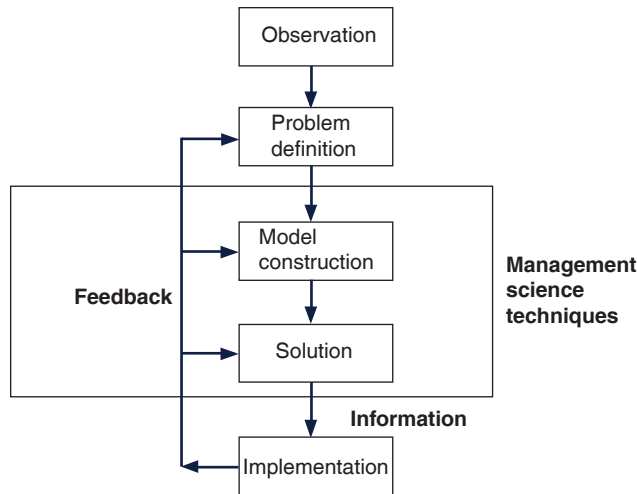 Observation
Problem
definition
Model
construction
Management
science
techniques
Feedback
Solution
Information
Implementation